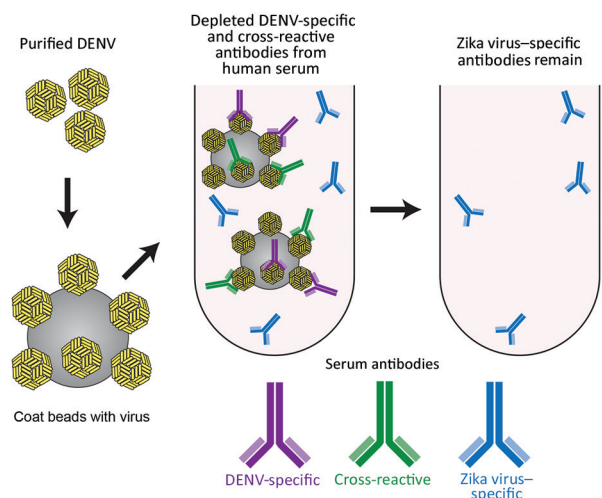 Purified DENV
Depleted DENV-specific
and cross-reactive
antibodies from
human serum
Zika virus–specific
antibodies remain
Coat beads with virus
Serum antibodies
DENV-specific
Cross-reactive
Zika virus–
specific